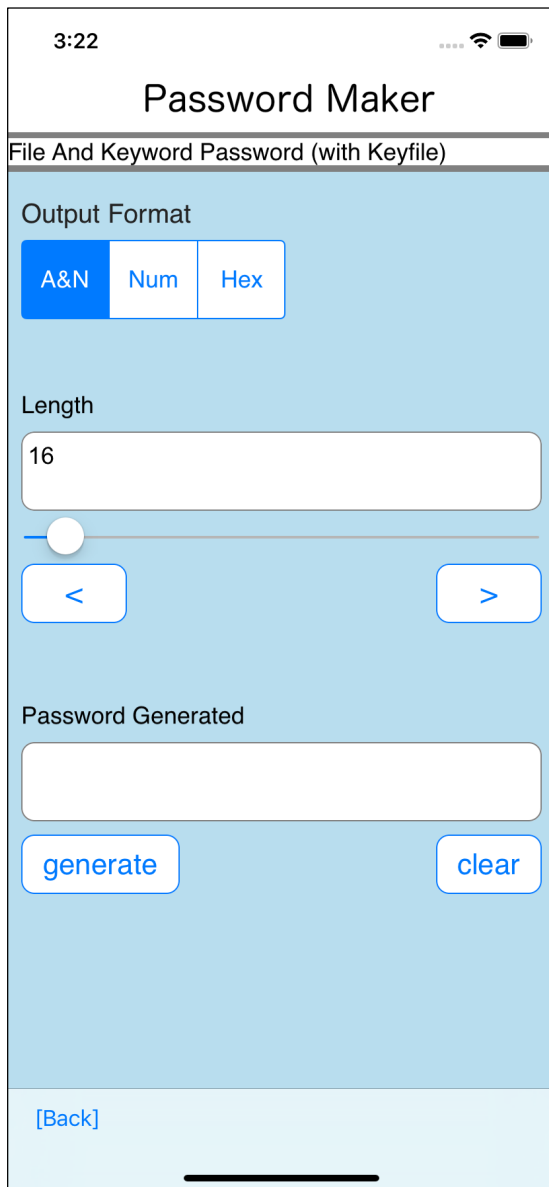 3:22
Password Maker
File And Keyword Password (with Keyfile)
Output Format
A&N Num Hex
Length
16
< >
Password Generated
generate clear
[Back]